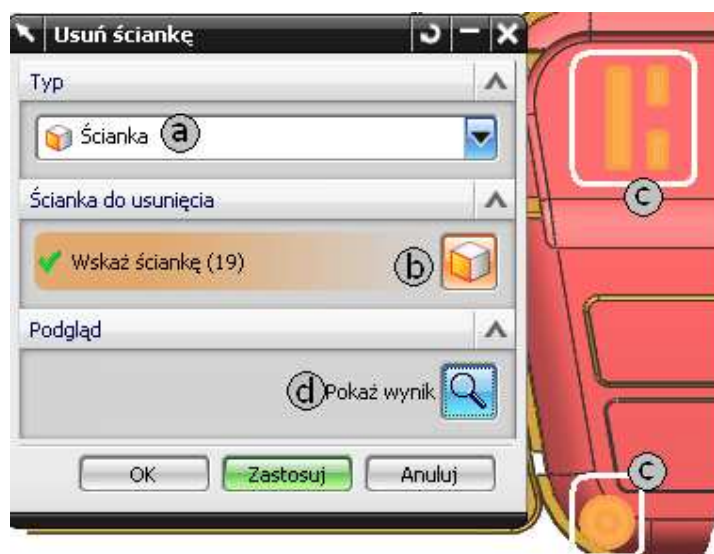 Usuń ściankę
Typ
Ścianka a
Ścianka do usunięcia
c
Wskaż ściankę (19) b
Podgląd
d Pokaż wynik
OK Zastosuj Anuluj
c